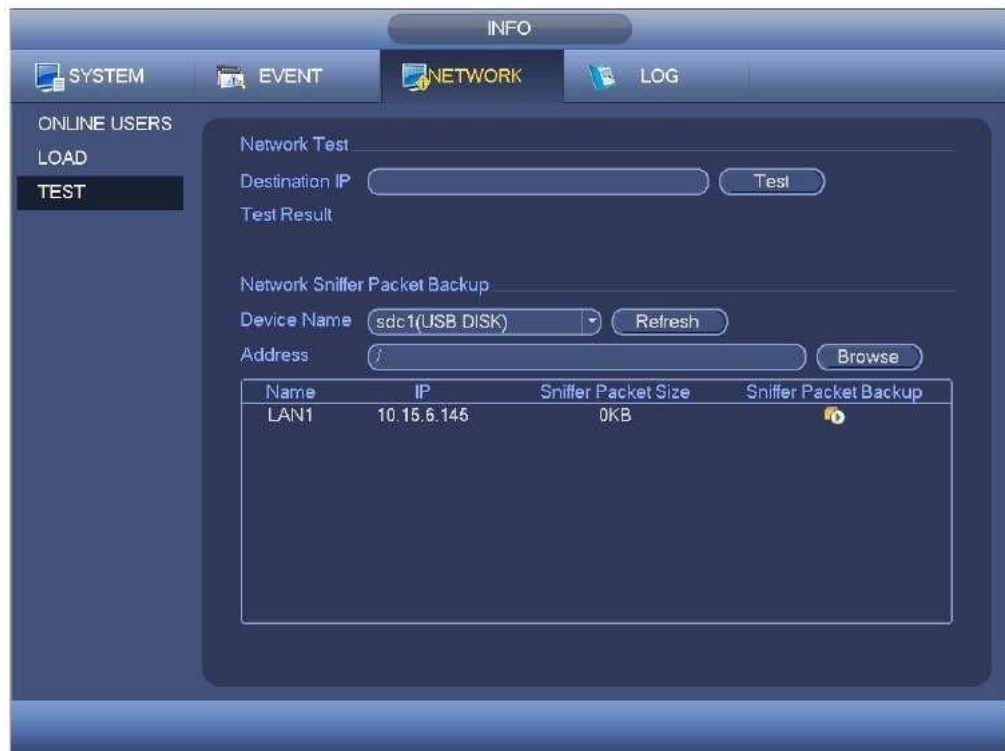 INFO
SYSTEM EVENT NETWORK LOG
ONLINE USERS
LOAD
TEST
Network Test
Destination IP Test
Test Result
Network Sniffer Packet Backup
Device Name sdc1(USB DISK) Refresh
Address / Browse
Name IP Sniffer Packet Size Sniffer Packet Backup
LAN1 10.15.6.145 0KB